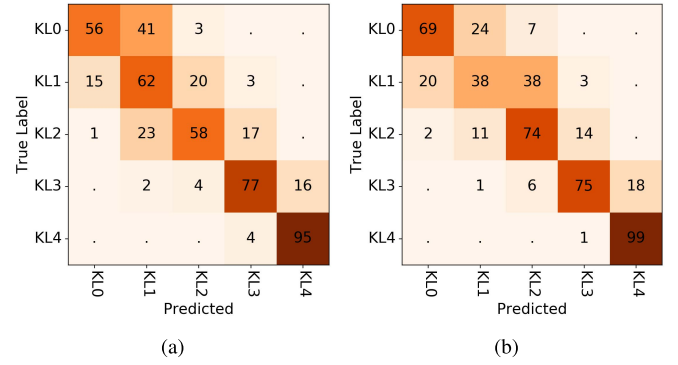 KL0 56 41 3 . .
KL1 15 62 20 3 .
KL2 1 23 58 17 .
KL3 . 2 4 77 16
KL4 . . . 4 95
True Label
KL0 KL1 KL2 KL3 KL4
Predicted
(a)
KL0 69 24 7 . .
KL1 20 38 38 3 .
KL2 2 11 74 14 .
KL3 . 1 6 75 18
KL4 . . . 1 99
True Label
KL0 KL1 KL2 KL3 KL4
Predicted
(b)